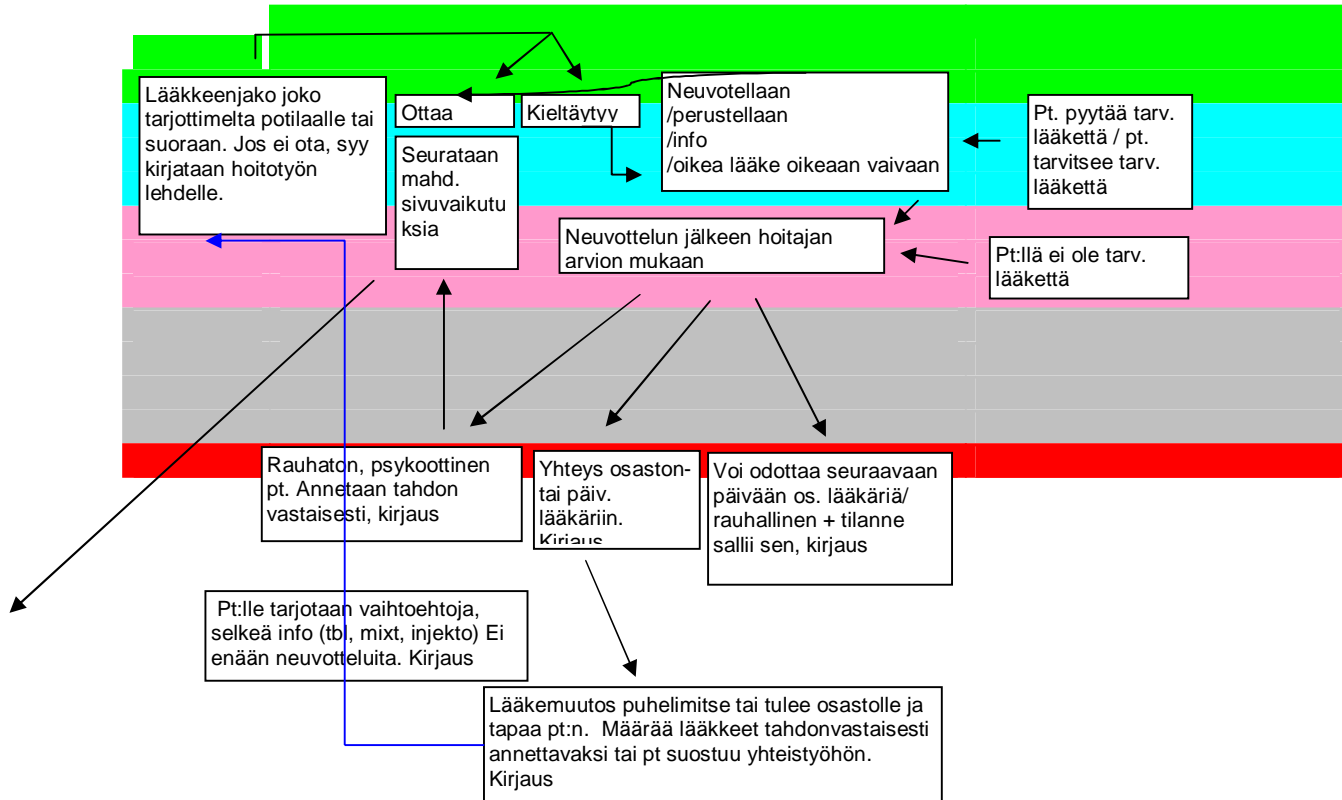 Lääkkeenjako joko
tarjottimelta potilaalle tai
suoraan. Jos ei ota, syy
kirjataan hoitotyön
lehdelle.
Ottaa
Kieltäytyy
Neuvotellaan
/perustellaan
/info
/oikea lääke oikeaan vaivaan
Pt. pyytää tarv.
lääkettä / pt.
tarvitsee tarv.
lääkettä
Seurataan
mahd.
sivuvaikutu
ksia
Neuvottelun jälkeen hoitajan
arvion mukaan
Pt:llä ei ole tarv.
lääkettä
Rauhaton, psykoottinen
pt. Annetaan tahdon
vastaisesti, kirjaus
Yhteys osaston-
tai päiv.
lääkäriin.
Kirjaus
Voi odottaa seuraavaan
päivään os. lääkäriä/
rauhallinen + tilanne
sallii sen, kirjaus
Pt:lle tarjotaan vaihtoehtoja,
selkeä info (tbl, mixt, injekto) Ei
enään neuvotteluita. Kirjaus
Lääkemuutos puhelimitse tai tulee osastolle ja
tapaa pt:n. Määrää lääkkeet tahdonvastaisesti
annettavaksi tai pt suostuu yhteistyöhön.
Kirjaus